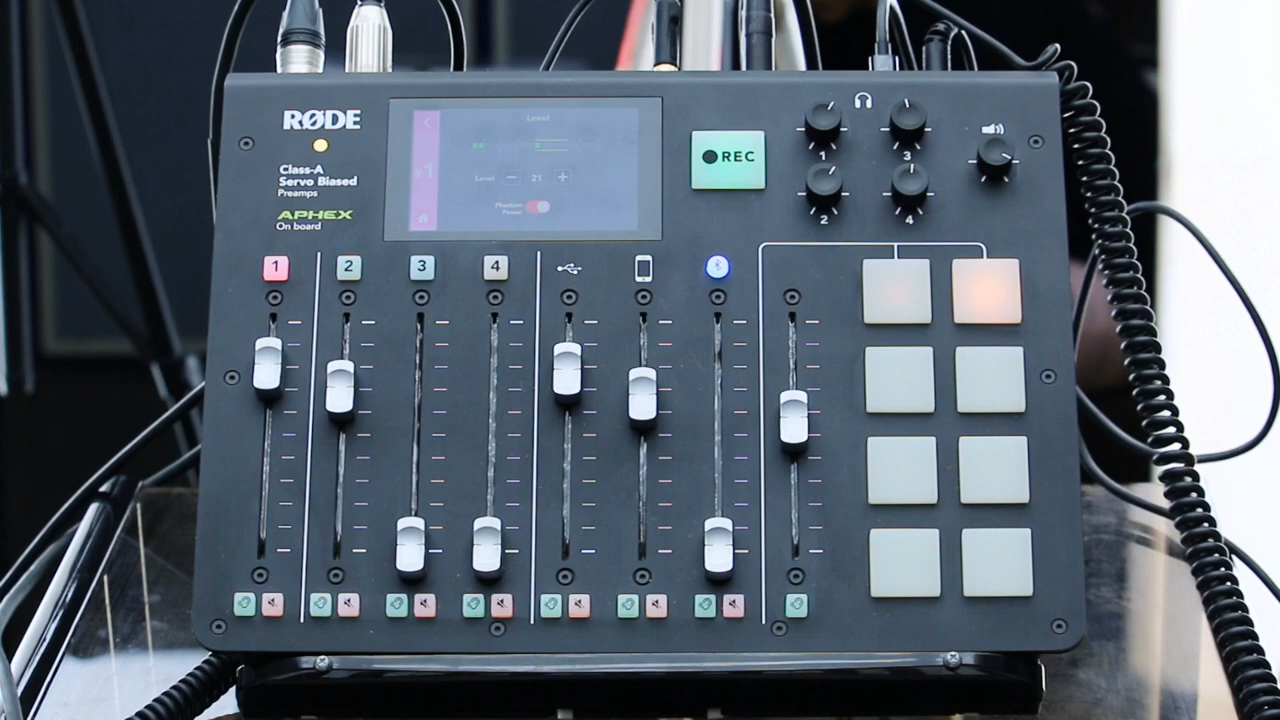 RØDE
Class-A
Servo Biased
Preamps
APHEX
On board
Level
Level − 21 +
Phantom
Power
REC
1
3
2
4
1
2
3
4